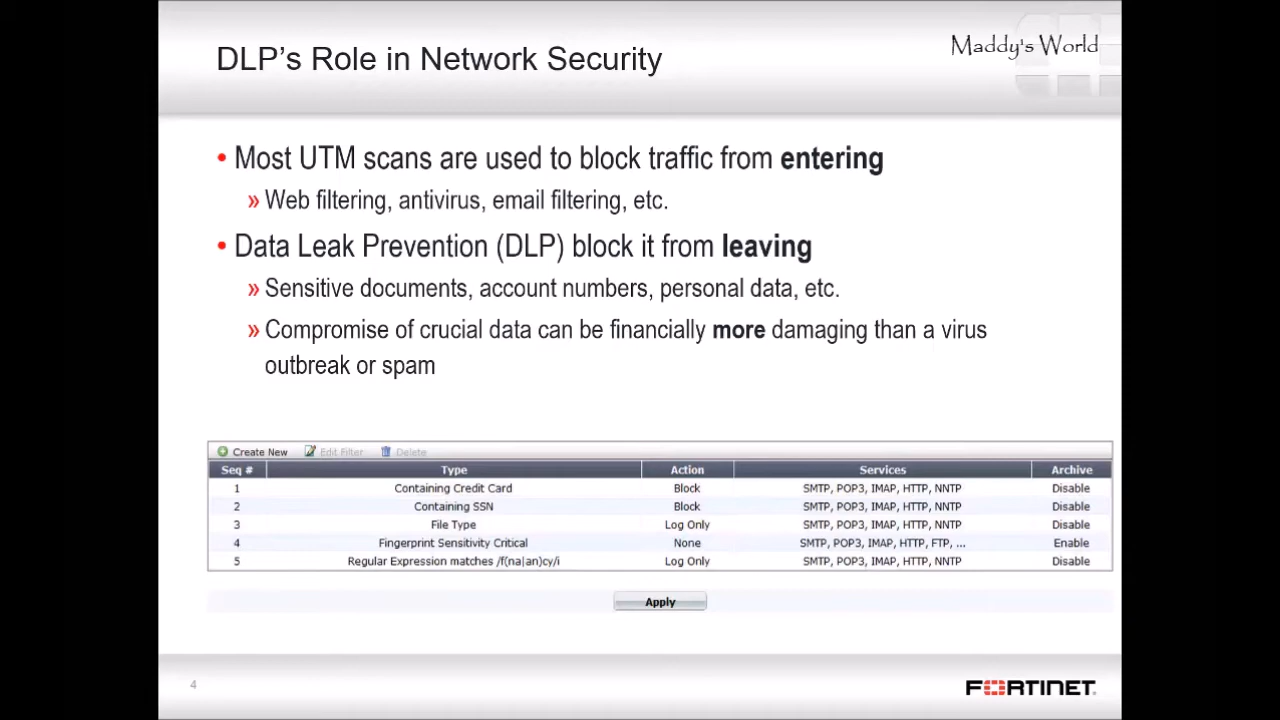 DLP's Role in Network Security
Maddy's World
• Most UTM scans are used to block traffic from entering
» Web filtering, antivirus, email filtering, etc.
• Data Leak Prevention (DLP) block it from leaving
» Sensitive documents, account numbers, personal data, etc.
» Compromise of crucial data can be financially more damaging than a virus
outbreak or spam
Create New Edit Filter Delete
Seq # Type Action Services Archive
1 Containing Credit Card Block SMTP, POP3, IMAP, HTTP, NNTP Disable
2 Containing SSN Block SMTP, POP3, IMAP, HTTP, NNTP Disable
3 File Type Log Only SMTP, POP3, IMAP, HTTP, NNTP Disable
4 Fingerprint Sensitivity Critical None SMTP, POP3, IMAP, HTTP, FTP, ... Enable
5 Regular Expression matches /f(na|an)cy/i Log Only SMTP, POP3, IMAP, HTTP, NNTP Disable
Apply
4
FORTINET